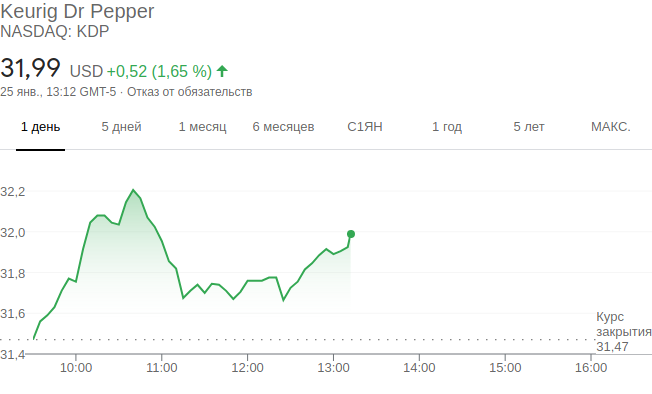 Keurig Dr Pepper
NASDAQ: KDP
31,99 USD +0,52 (1,65 %)
25 янв., 13:12 GMT-5 · Отказ от обязательств
1 день 5 дней 1 месяц 6 месяцев С1ЯН 1 год 5 лет МАКС.
32,2
32,0
31,8
31,6
31,4
Курс
закрытия
31,47
10:00 11:00 12:00 13:00 14:00 15:00 16:00